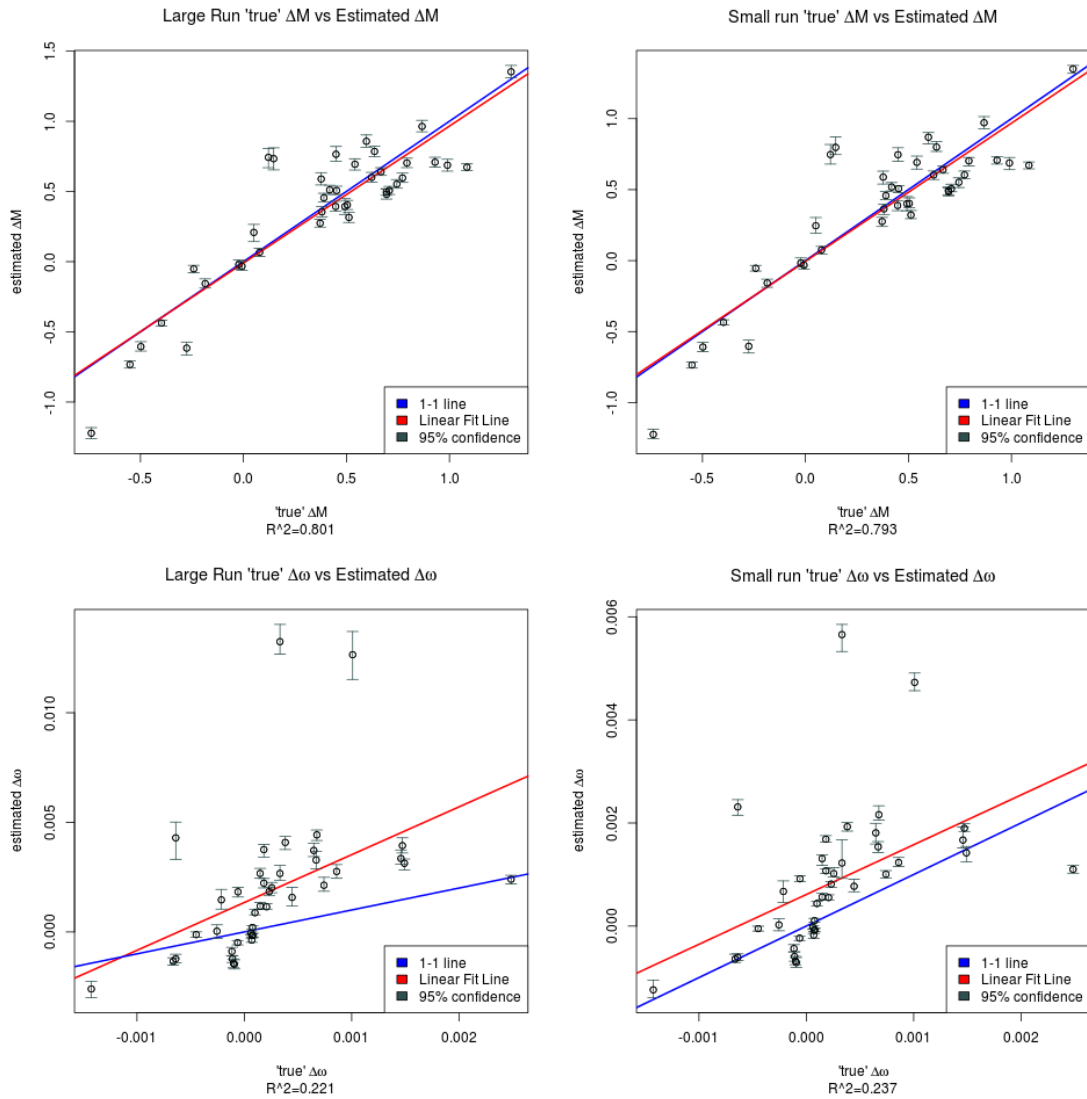 Large Run 'true' ΔM vs Estimated ΔM
estimated ΔM
1.5
1.0
0.5
0.0
-0.5
-1.0
1-1 line
Linear Fit Line
95% confidence
-0.5 0.0 0.5 1.0
'true' ΔM
R^2=0.801
Small run 'true' ΔM vs Estimated ΔM
estimated ΔM
1.0
0.5
0.0
-0.5
-1.0
1-1 line
Linear Fit Line
95% confidence
-0.5 0.0 0.5 1.0
'true' ΔM
R^2=0.793
Large Run 'true' Δω vs Estimated Δω
estimated Δω
0.010
0.005
0.000
1-1 line
Linear Fit Line
95% confidence
-0.001 0.000 0.001 0.002
'true' Δω
R^2=0.221
Small run 'true' Δω vs Estimated Δω
estimated Δω
0.006
0.004
0.002
0.000
1-1 line
Linear Fit Line
95% confidence
-0.001 0.000 0.001 0.002
'true' Δω
R^2=0.237